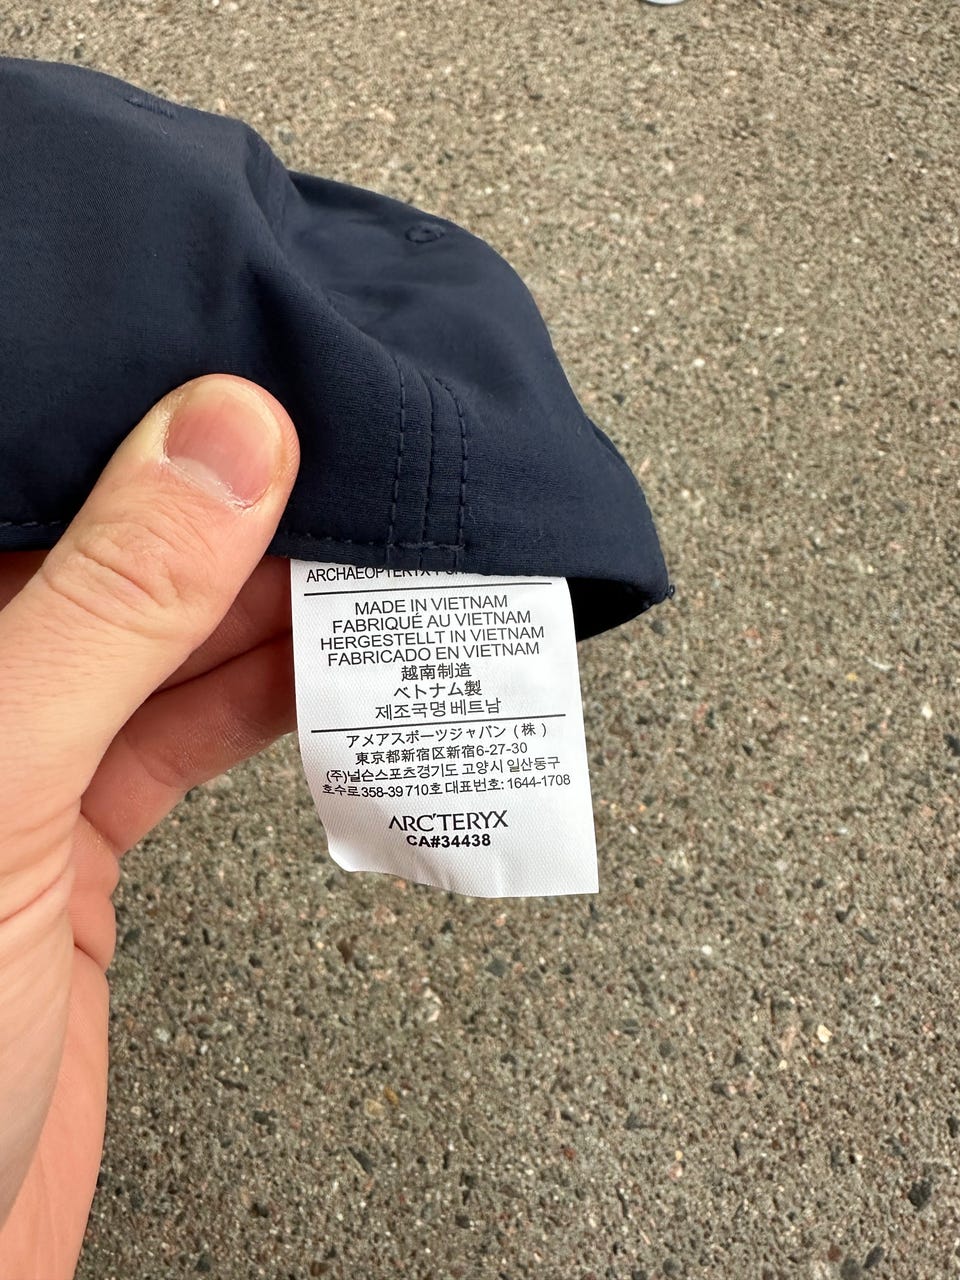 ARCHAEOPTERYX
MADE IN VIETNAM
FABRIQUÉ AU VIETNAM
HERGESTELLT IN VIETNAM
FABRICADO EN VIETNAM
越南制造
ベトナム製
제조국명 베트남
アメアスポーツジャパン（株）
東京都新宿区新宿6-27-30
(주)넬슨스포츠경기도 고양시 일산동구
호수로 358-39 710호 대표번호: 1644-1708
ARC'TERYX
CA#34438